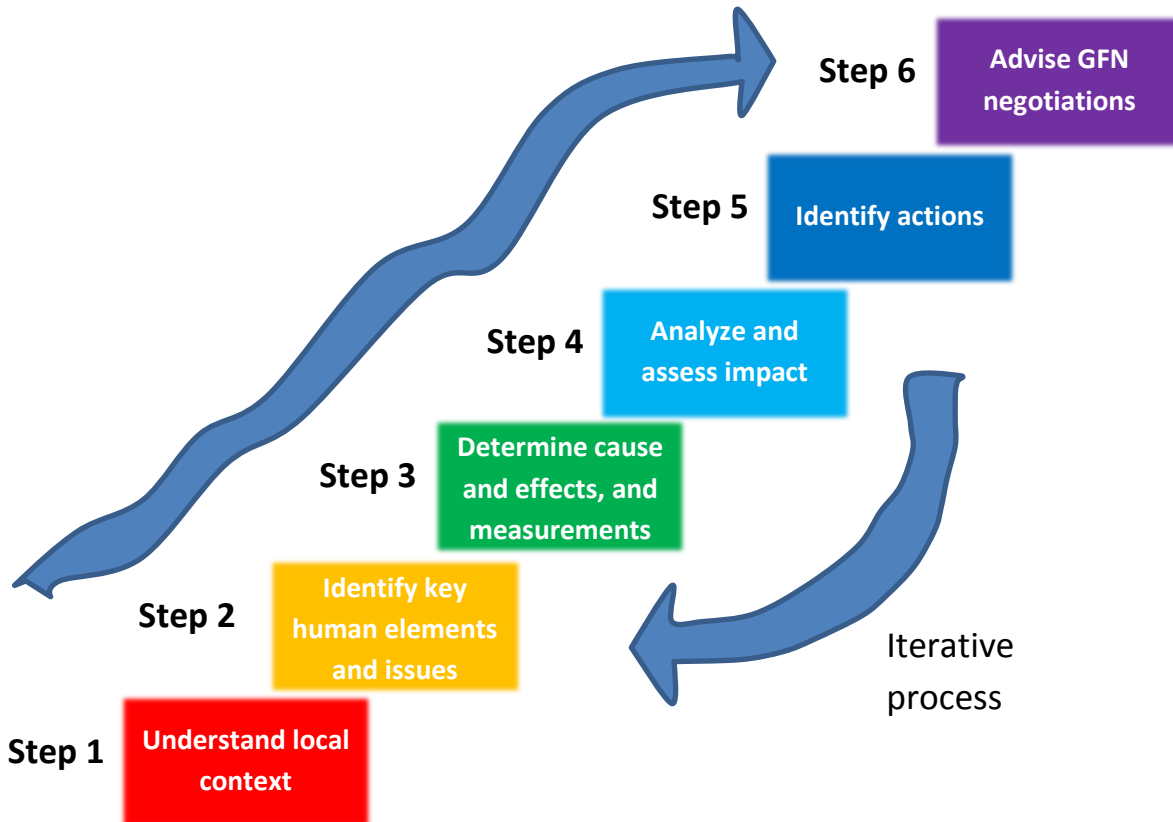 Step 6
Advise GFN
negotiations
Step 5
Identify actions
Step 4
Analyze and
assess impact
Step 3
Determine cause
and effects, and
measurements
Step 2
Identify key
human elements
and issues
Iterative
process
Step 1
Understand local
context